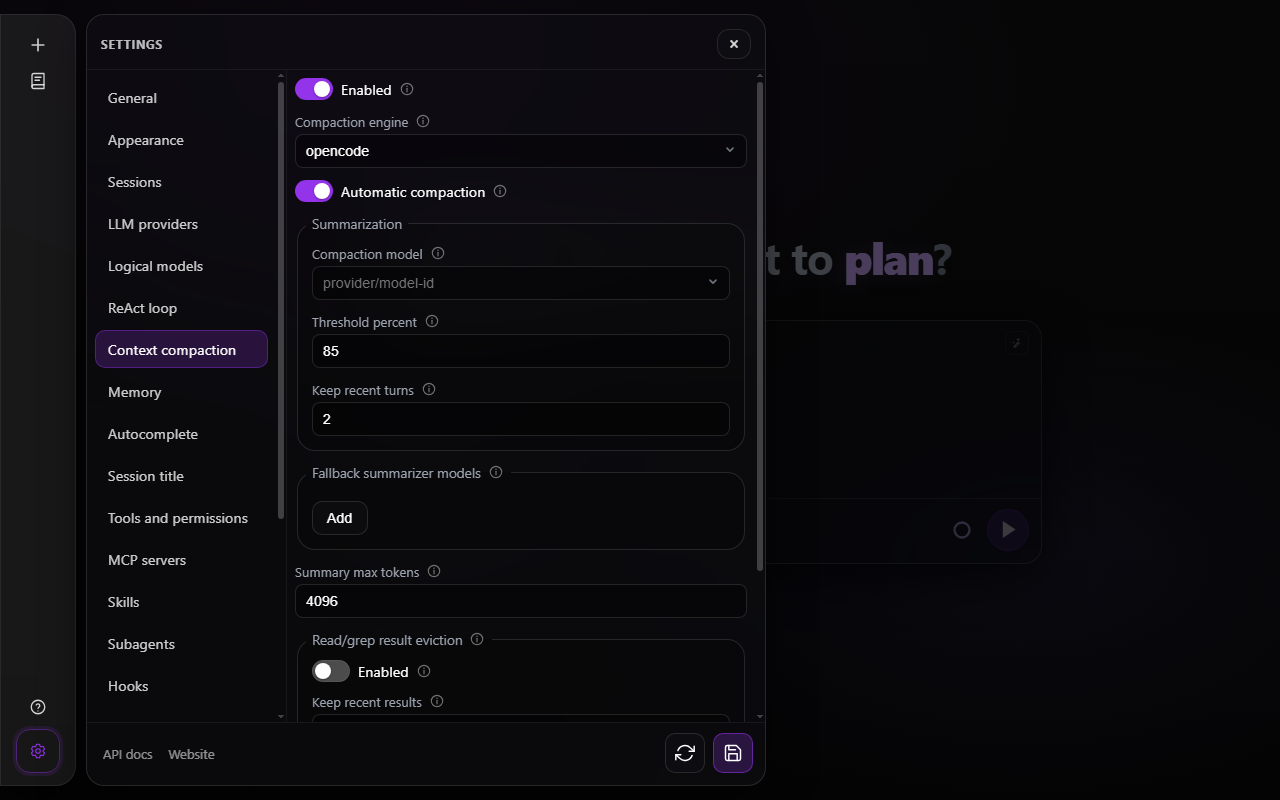 SETTINGS
General
Appearance
Sessions
LLM providers
Logical models
ReAct loop
Context compaction
Memory
Autocomplete
Session title
Tools and permissions
MCP servers
Skills
Subagents
Hooks
Enabled
Compaction engine
opencode
Automatic compaction
Summarization
Compaction model
provider/model-id
Threshold percent
85
Keep recent turns
2
Fallback summarizer models
Add
Summary max tokens
4096
Read/grep result eviction
Enabled
Keep recent results
API docs
Website
t to plan?